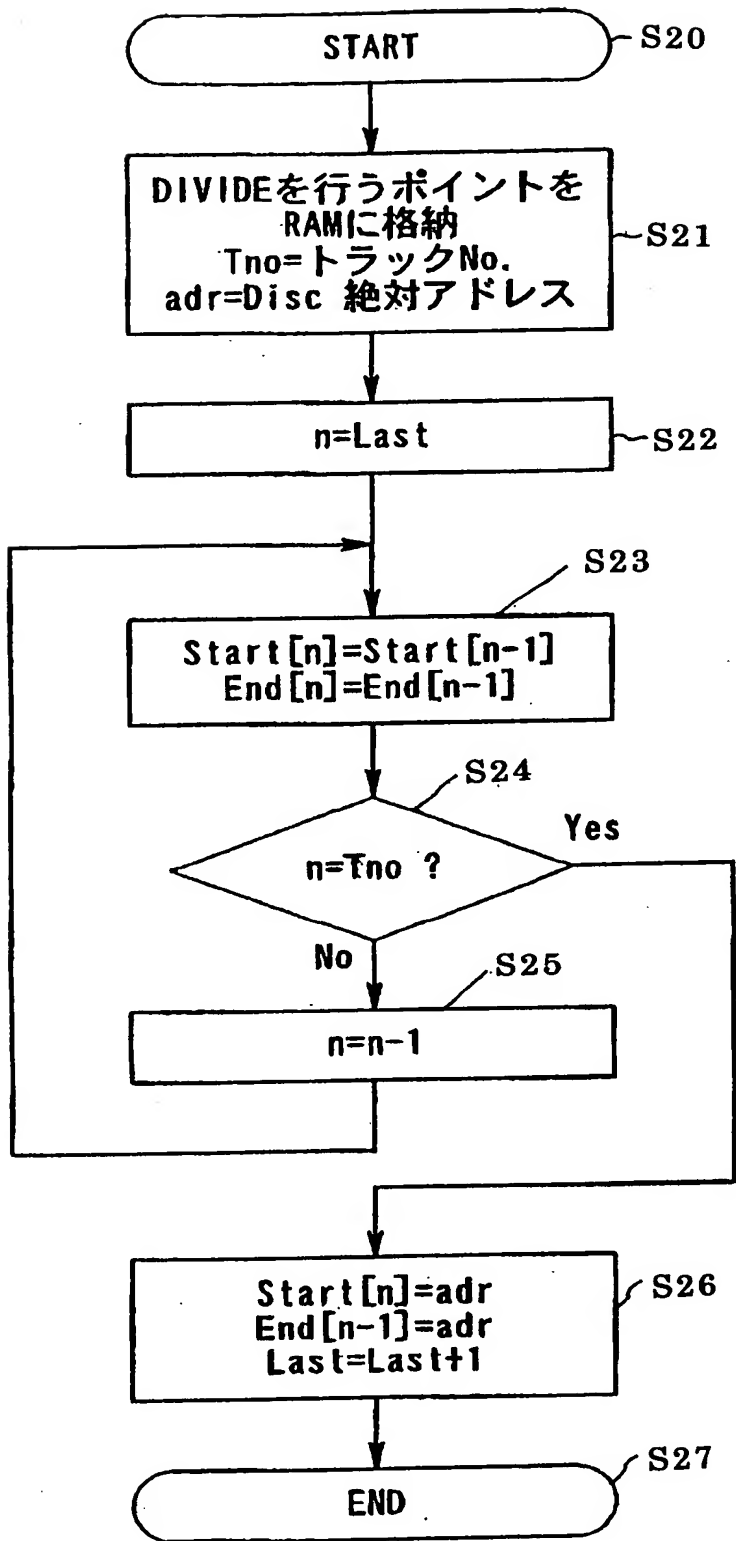 START
S20
DIVIDEを行うポイントを
RAMに格納
Tno=トラックNo.
adr=Disc 絶対アドレス
S21
n=Last
S22
S23
Start[n]=Start[n-1]
End[n]=End[n-1]
S24
n=Tno ?
Yes
No
S25
n=n-1
Start[n]=adr
End[n-1]=adr
Last=Last+1
S26
S27
END